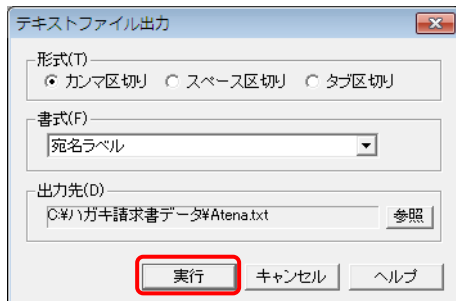 テキストファイル出力
形式(T)
カンマ区切り スペース区切り タブ区切り
書式(F)
宛名ラベル
出力先(D)
C:¥ハガキ請求書データ¥Atena.txt 参照
実行 キャンセル ヘルプ